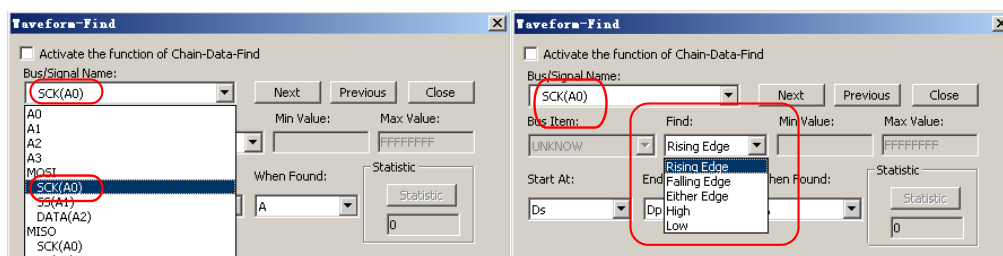 Waveform-Find
Activate the function of Chain-Data-Find
Bus/Signal Name:
SCK(A0)
Next
Previous
Close
A0
A1
A2
A3
MOSI
SCK(A0)
SS(A1)
DATA(A2)
MISO
SCK(A0)
Min Value:
Max Value:
FFFFFFFF
When Found:
A
Statistic
Statistic
0
Waveform-Find
Activate the function of Chain-Data-Find
Bus/Signal Name:
SCK(A0)
Next
Previous
Close
Bus Item:
Find:
Min Value:
Max Value:
UNKNOW
Rising Edge
FFFFFFFF
Rising Edge
Falling Edge
Either Edge
High
Low
Start At:
End
hen Found:
Ds
Dp
Statistic
Statistic
0